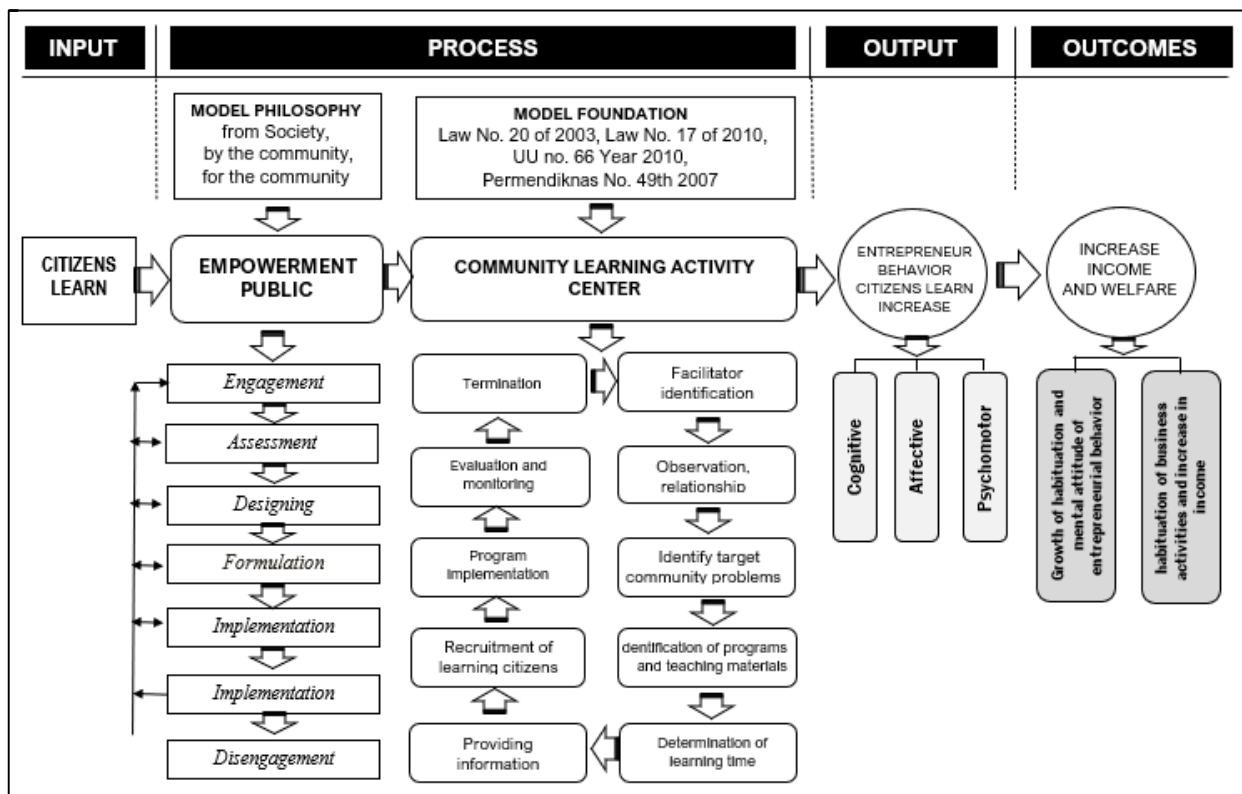 INPUT
PROCESS
OUTPUT
OUTCOMES
MODEL PHILOSOPHY
from Society,
by the community,
for the community
MODEL FOUNDATION
Law No. 20 of 2003, Law No. 17 of 2010,
UU no. 66 Year 2010,
Permendiknas No. 49th 2007
CITIZENS
LEARN
EMPOWERMENT
PUBLIC
COMMUNITY LEARNING ACTIVITY
CENTER
ENTREPRENEUR
BEHAVIOR
CITIZENS LEARN
INCREASE
INCREASE
INCOME
AND WELFARE
Engagement
Assessment
Designing
Formulation
Implementation
Implementation
Disengagement
Termination
Evaluation and
monitoring
Program
implementation
Recruitment of
learning citizens
Providing
information
Facilitator
identification
Observation,
relationship
Identify target
community problems
dentification of programs
and teaching materials
Determination of
learning time
Cognitive
Affective
Psychomotor
Growth of habituation and
mental attitude of
entrepreneurial behavior
habituation of business
activities and increase in
income